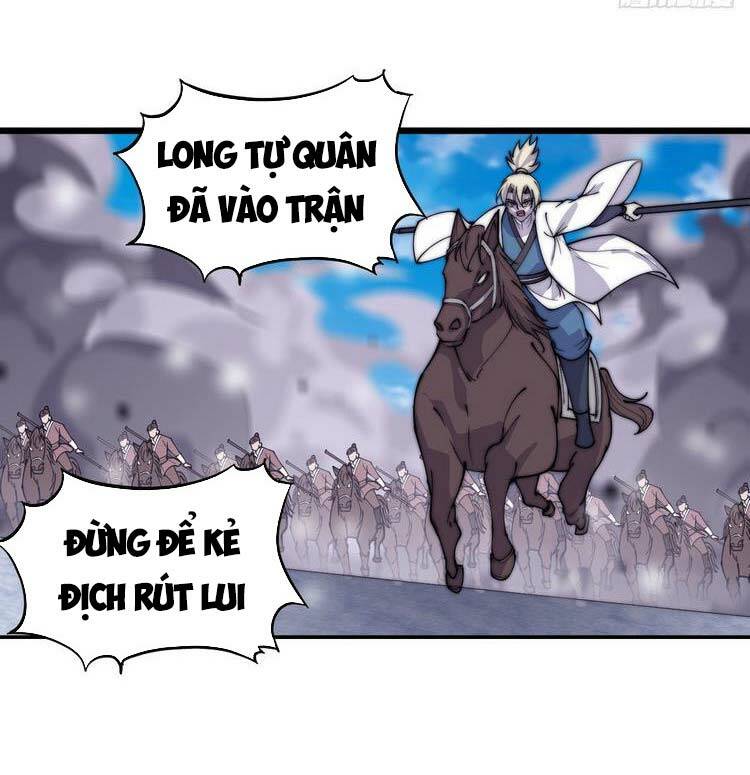 LONG TỰ QUÂN
ĐÃ VÀO TRẬN
ĐỪNG ĐỂ KẺ
ĐỊCH RÚT LUI